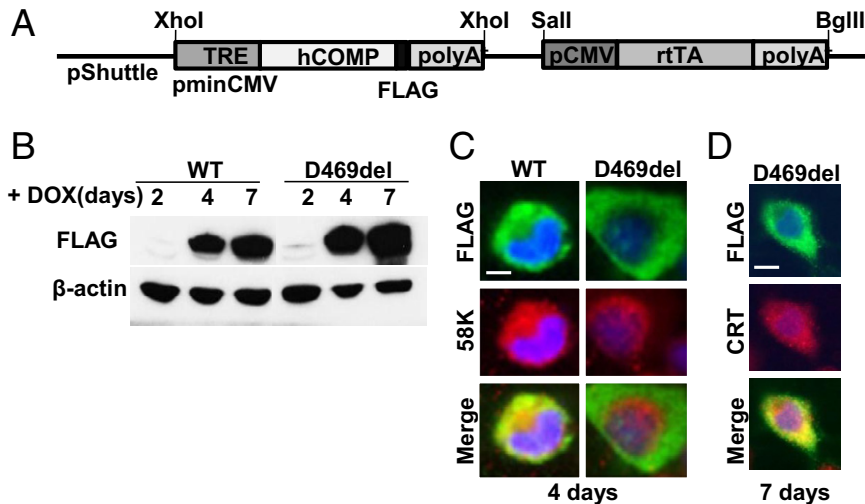 A
XhoI XhoI SalI BglII
TRE hCOMP polyA pCMV rtTA polyA
pShuttle
pminCMV FLAG
B
WT D469del
+ DOX(days) 2 4 7 2 4 7
FLAG
β-actin
C
WT D469del
FLAG
58K
Merge
4 days
D
D469del
FLAG
CRT
Merge
7 days